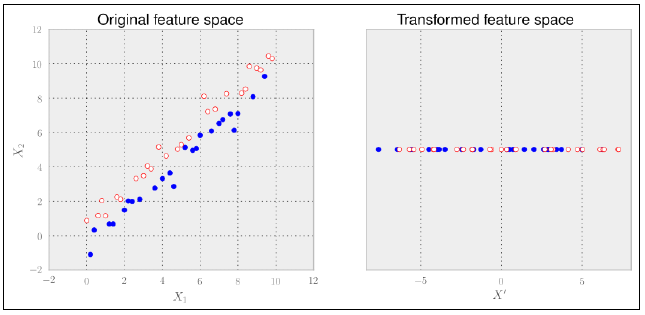 Original feature space
12
10
8
6
4
2
0
−2
X₂
−2 0 2 4 6 8 10 12
X₁
Transformed feature space
−5 0 5
X′